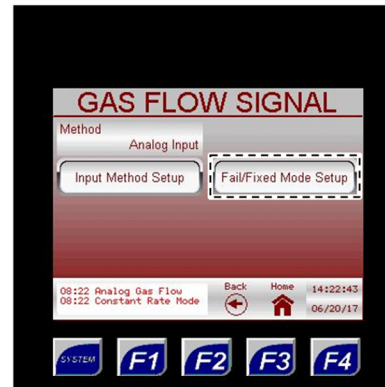 GAS FLOW SIGNAL
Method
Analog Input
Input Method Setup
Fail/Fixed Mode Setup
08:22 Analog Gas Flow
08:22 Constant Rate Mode
Back
Home
14:22:43
06/20/17
SYSTEM
F1
F2
F3
F4